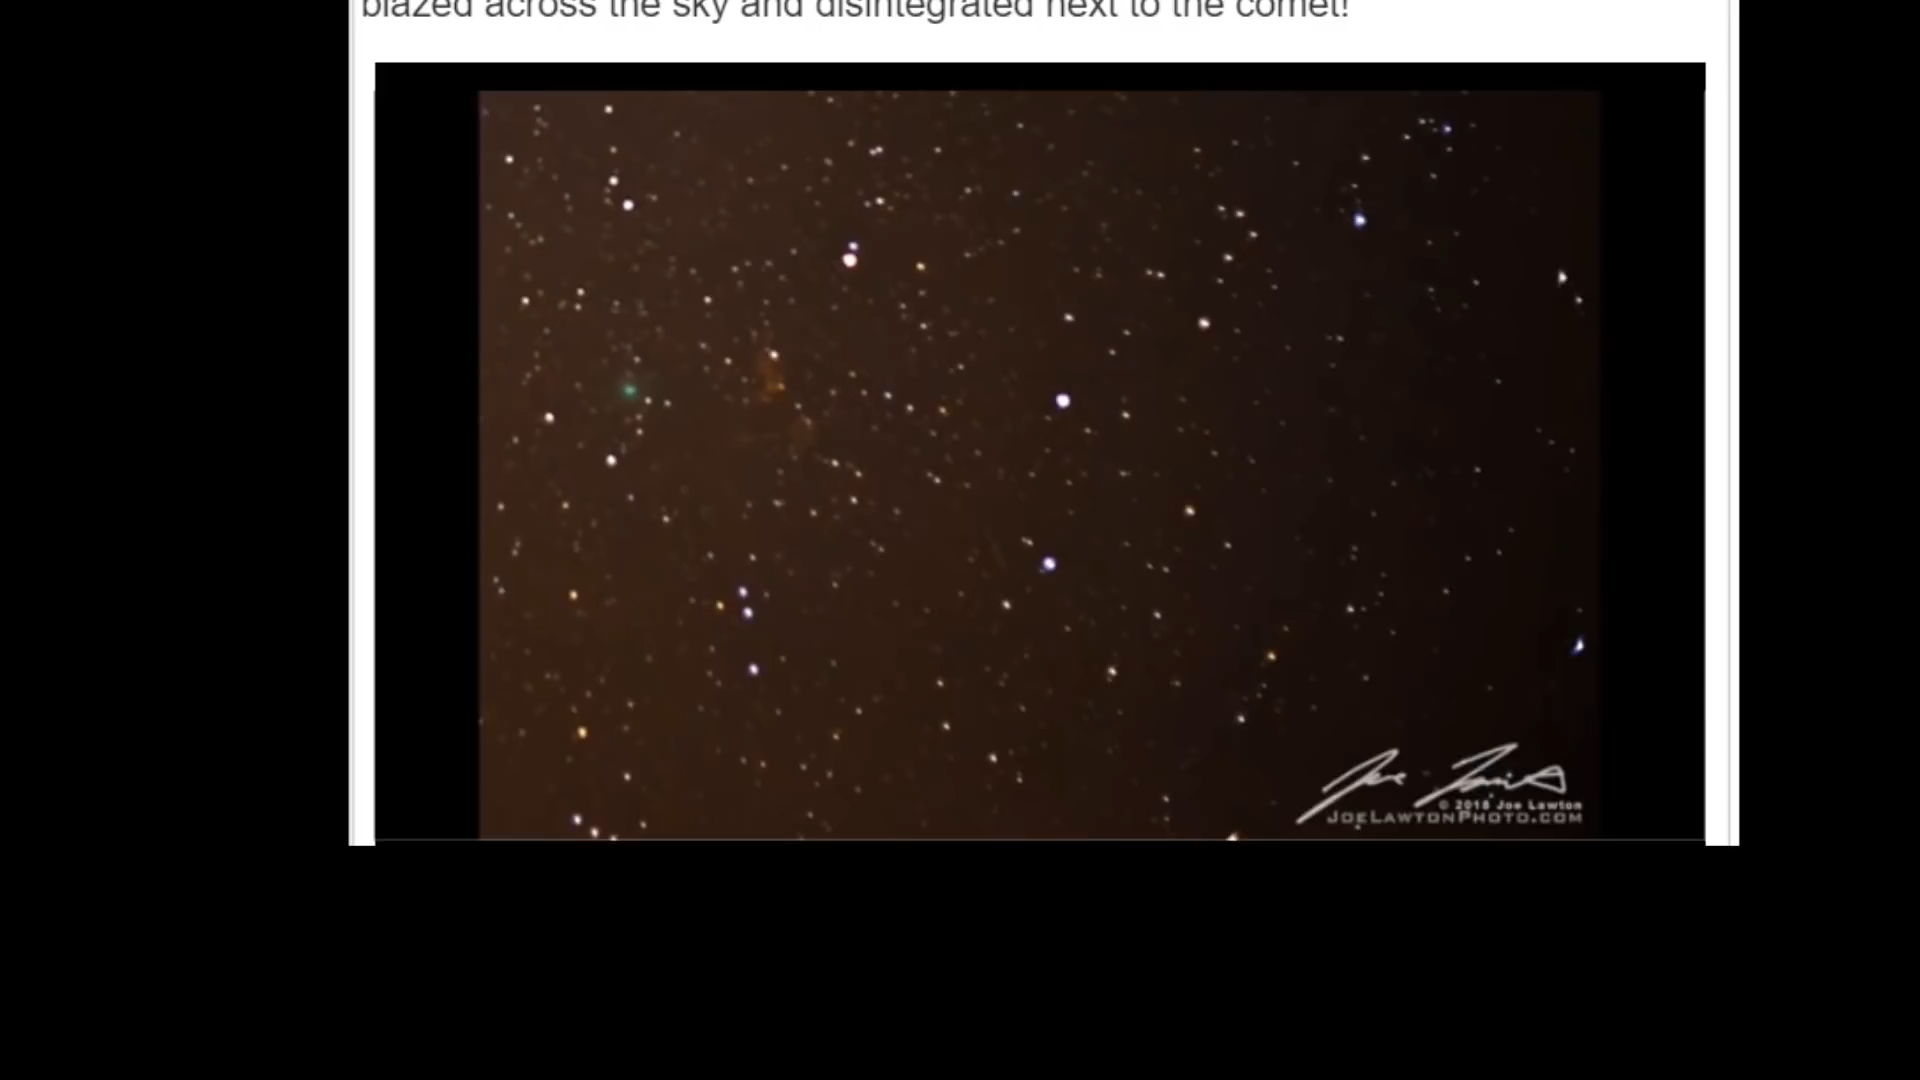 blazed across the sky and disintegrated next to the comet!
© 2018 Joe Lawton
JoeLawtonPhoto.com